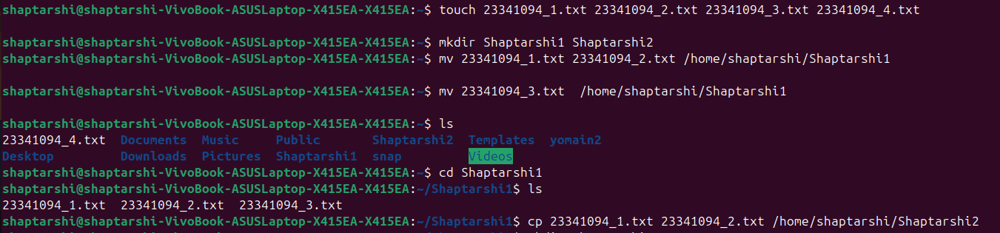 shaptarshi@shaptarshi-VivoBook-ASUSLaptop-X415EA-X415EA:~$ touch 23341094_1.txt 23341094_2.txt 23341094_3.txt 23341094_4.txt
shaptarshi@shaptarshi-VivoBook-ASUSLaptop-X415EA-X415EA:~$ mkdir Shaptarshi1 Shaptarshi2
shaptarshi@shaptarshi-VivoBook-ASUSLaptop-X415EA-X415EA:~$ mv 23341094_1.txt 23341094_2.txt /home/shaptarshi/Shaptarshi1
shaptarshi@shaptarshi-VivoBook-ASUSLaptop-X415EA-X415EA:~$ mv 23341094_3.txt  /home/shaptarshi/Shaptarshi1
shaptarshi@shaptarshi-VivoBook-ASUSLaptop-X415EA-X415EA:~$ ls
23341094_4.txt  Documents  Music     Public       Shaptarshi2  Templates  yomain2
Desktop         Downloads  Pictures  Shaptarshi1  snap         Videos
shaptarshi@shaptarshi-VivoBook-ASUSLaptop-X415EA-X415EA:~$ cd Shaptarshi1
shaptarshi@shaptarshi-VivoBook-ASUSLaptop-X415EA-X415EA:~/Shaptarshi1$ ls
23341094_1.txt  23341094_2.txt  23341094_3.txt
shaptarshi@shaptarshi-VivoBook-ASUSLaptop-X415EA-X415EA:~/Shaptarshi1$ cp 23341094_1.txt 23341094_2.txt /home/shaptarshi/Shaptarshi2